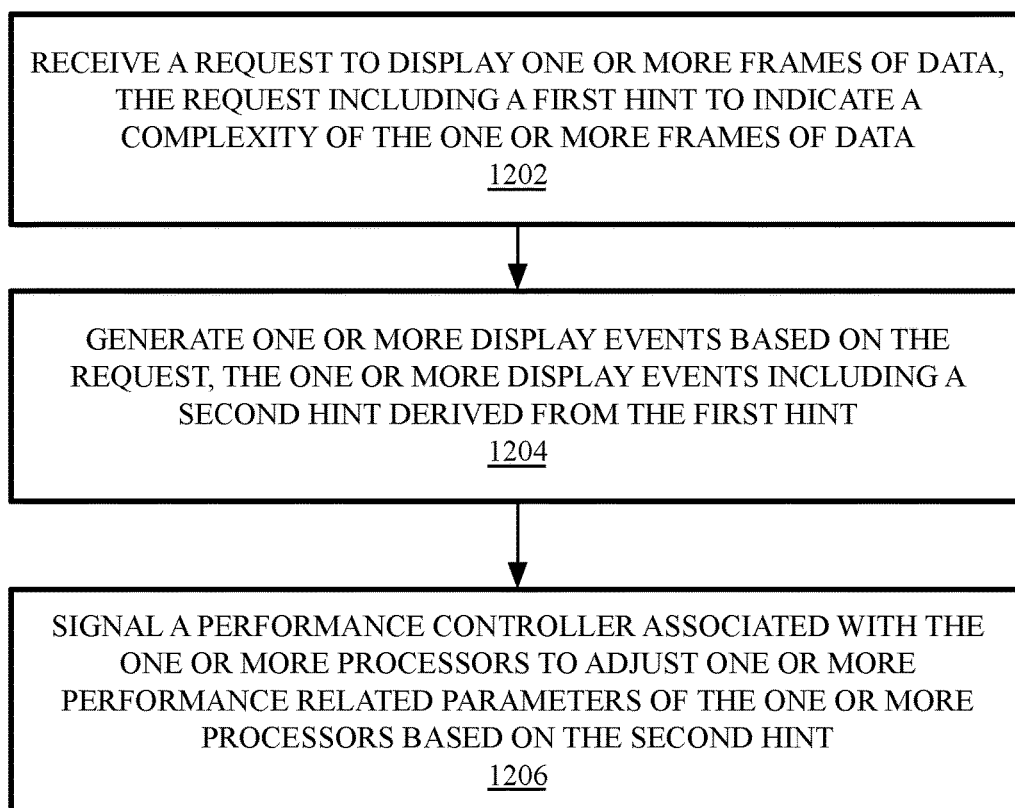 RECEIVE A REQUEST TO DISPLAY ONE OR MORE FRAMES OF DATA,
THE REQUEST INCLUDING A FIRST HINT TO INDICATE A
COMPLEXITY OF THE ONE OR MORE FRAMES OF DATA
1202
GENERATE ONE OR MORE DISPLAY EVENTS BASED ON THE
REQUEST, THE ONE OR MORE DISPLAY EVENTS INCLUDING A
SECOND HINT DERIVED FROM THE FIRST HINT
1204
SIGNAL A PERFORMANCE CONTROLLER ASSOCIATED WITH THE
ONE OR MORE PROCESSORS TO ADJUST ONE OR MORE
PERFORMANCE RELATED PARAMETERS OF THE ONE OR MORE
PROCESSORS BASED ON THE SECOND HINT
1206